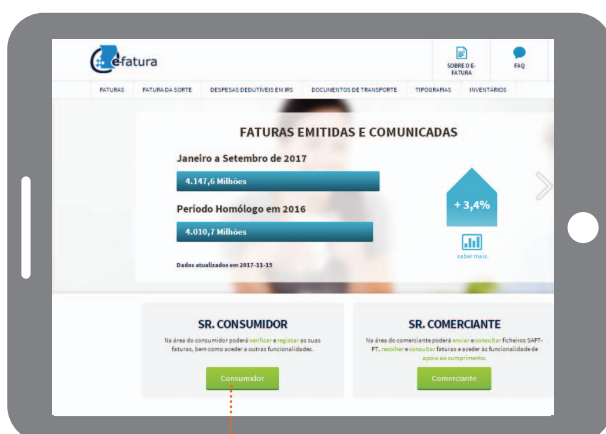 e-fatura
SOBRE O E-
FATURA
FAQ
FATURAS FATURA DA SORTE DESPESAS DEDUTÍVEIS EM IRS DOCUMENTOS DE TRANSPORTE TIPOGRAFIAS INVENTÁRIOS
FATURAS EMITIDAS E COMUNICADAS
Janeiro a Setembro de 2017
4.147,6 Milhões
Período Homólogo em 2016
4.010,7 Milhões
Dados atualizados em 2017-11-15
+ 3,4%
saber mais
SR. CONSUMIDOR
Na área do consumidor poderá verificar e registar as suas
faturas, bem como aceder a outras funcionalidades.
Consumidor
SR. COMERCIANTE
Na área do comerciante poderá enviar e consultar ficheiros SAFT-
PT, recolher e consultar faturas e aceder às funcionalidade de
apoio ao cumprimento.
Comerciante